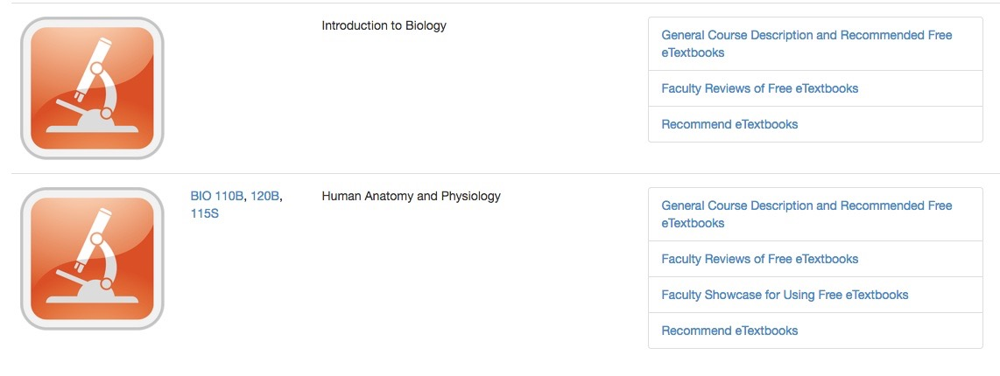 Introduction to Biology
General Course Description and Recommended Free
eTextbooks
Faculty Reviews of Free eTextbooks
Recommend eTextbooks
BIO 110B, 120B,
115S
Human Anatomy and Physiology
General Course Description and Recommended Free
eTextbooks
Faculty Reviews of Free eTextbooks
Faculty Showcase for Using Free eTextbooks
Recommend eTextbooks